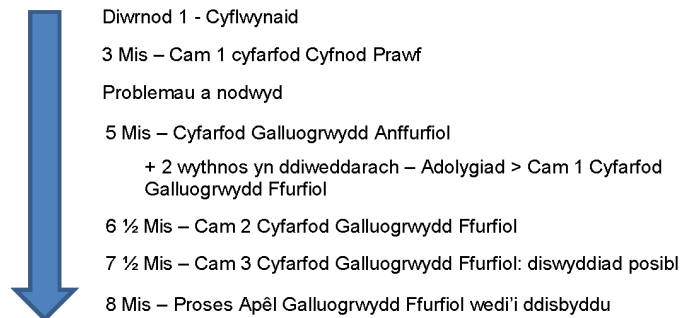 Diwrnod 1 - Cyflwynaid
3 Mis – Cam 1 cyfarfod Cyfnod Prawf
Problemau a nodwyd
5 Mis – Cyfarfod Galluogrwydd Anffurfiol
+ 2 wythnos yn ddiweddarach – Adolygiad > Cam 1 Cyfarfod
Galluogrwydd Ffurfiol
6 ½ Mis – Cam 2 Cyfarfod Galluogrwydd Ffurfiol
7 ½ Mis – Cam 3 Cyfarfod Galluogrwydd Ffurfiol: diswyddiad posibl
8 Mis – Proses Apêl Galluogrwydd Ffurfiol wedi’i ddisbyddu